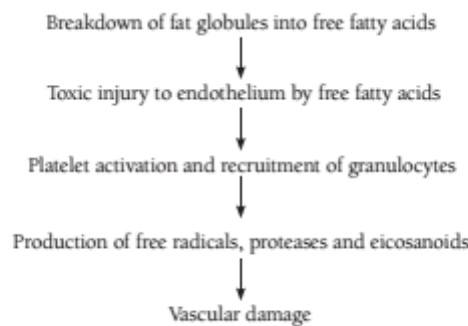 Breakdown of fat globules into free fatty acids
Toxic injury to endothelium by free fatty acids
Platelet activation and recruitment of granulocytes
Production of free radicals, proteases and eicosanoids
Vascular damage